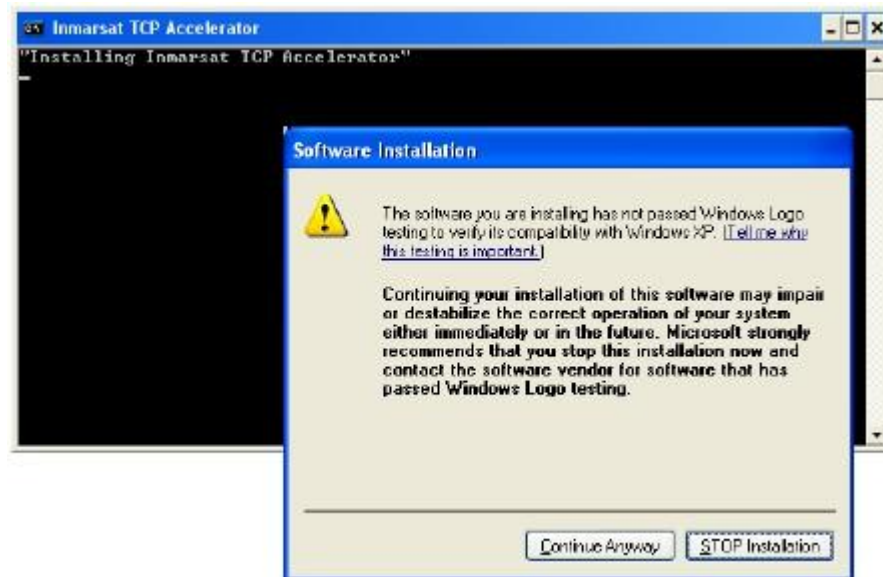 Inmarsat TCP Accelerator
"Installing Inmarsat TCP Accelerator"
Software Installation
The software you are installing has not passed Windows Logo
testing to verify its compatibility with Windows XP. (Tell me why
this testing is important.)
Continuing your installation of this software may impair
or destabilize the correct operation of your system
either immediately or in the future. Microsoft strongly
recommends that you stop this installation now and
contact the software vendor for software that has
passed Windows Logo testing.
Continue Anyway
STOP Installation